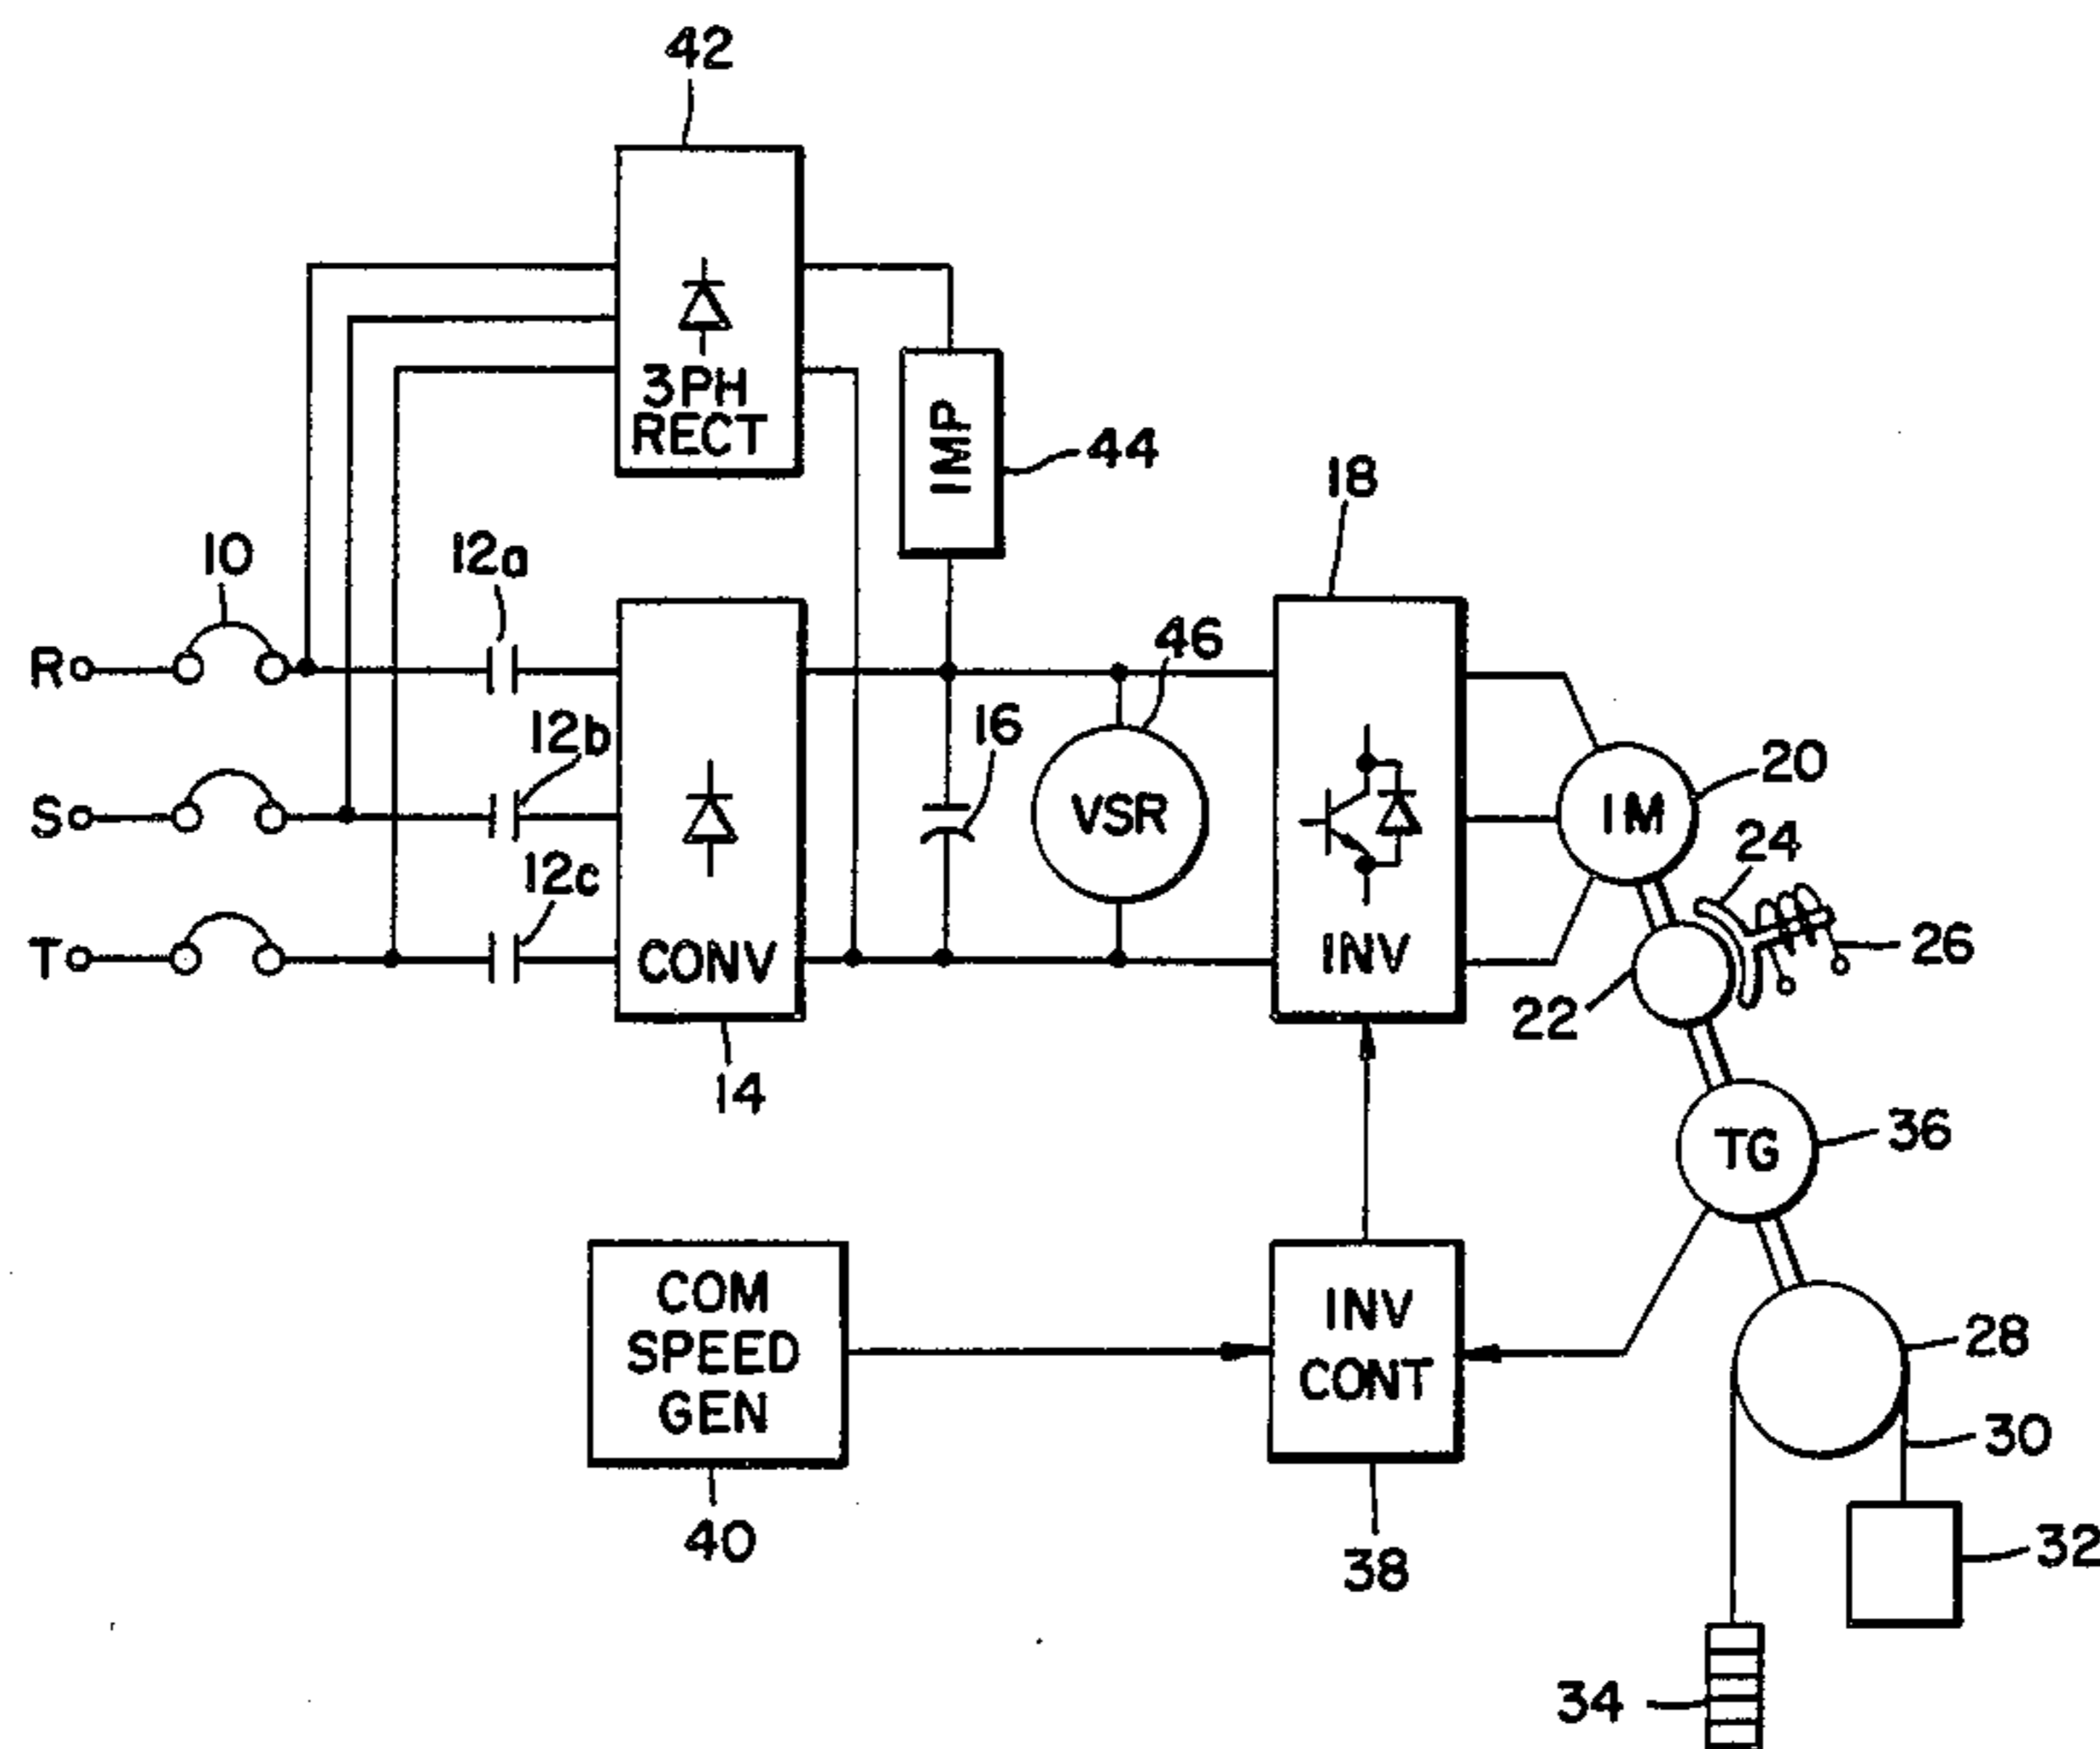 42
3PH
RECT
IMP
44
18
10
12a
R
46
16
12b
S
VSR
20
IM
24
12c
26
T
CONV
INV
22
14
36
TG
COM
SPEED
GEN
INV
CONT
28
30
40
38
32
34